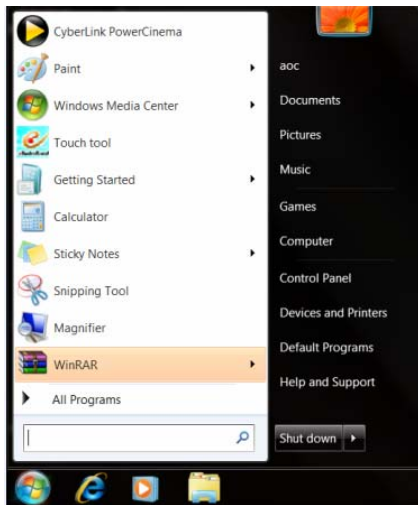 CyberLink PowerCinema
Paint
Windows Media Center
Touch tool
Getting Started
Calculator
Sticky Notes
Snipping Tool
Magnifier
WinRAR
All Programs
aoc
Documents
Pictures
Music
Games
Computer
Control Panel
Devices and Printers
Default Programs
Help and Support
Shut down